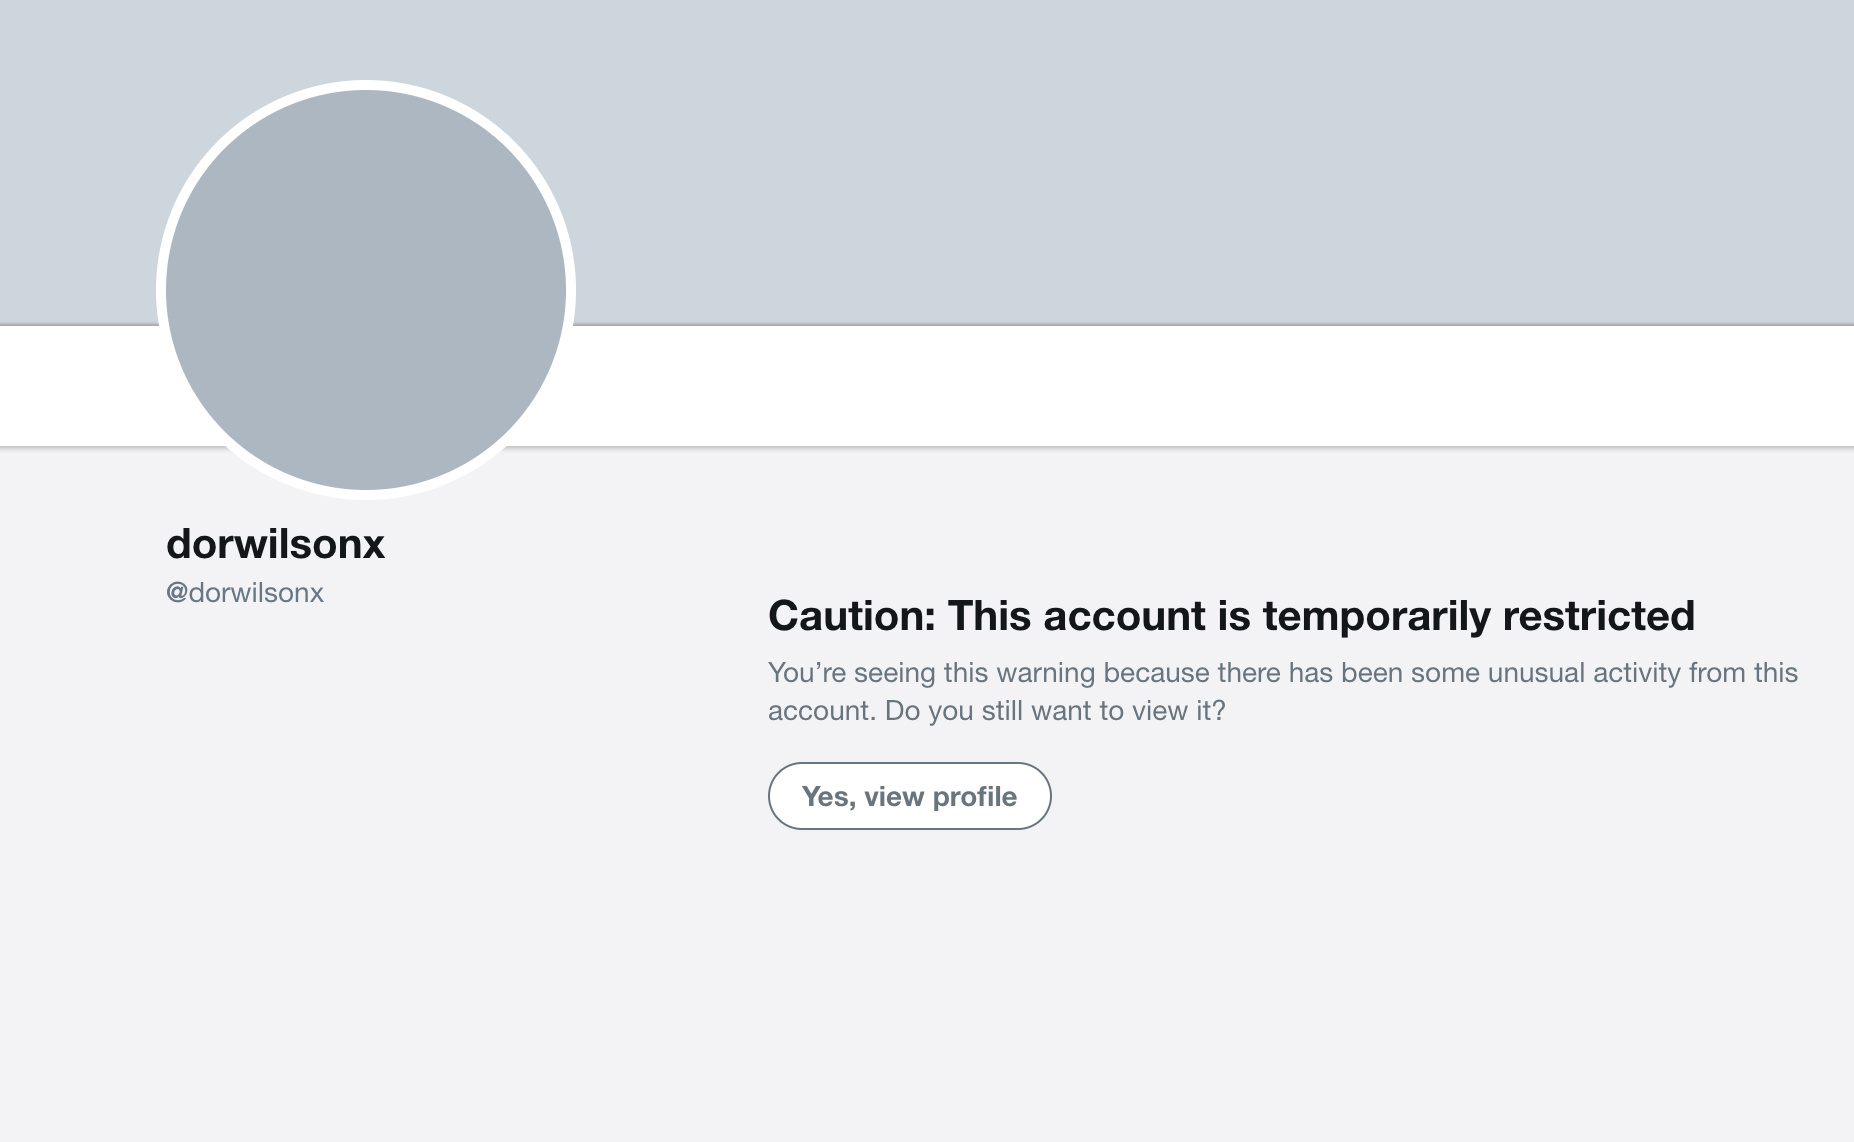 dorwilsonx
@dorwilsonx
Caution: This account is temporarily restricted
You’re seeing this warning because there has been some unusual activity from this
account. Do you still want to view it?
Yes, view profile